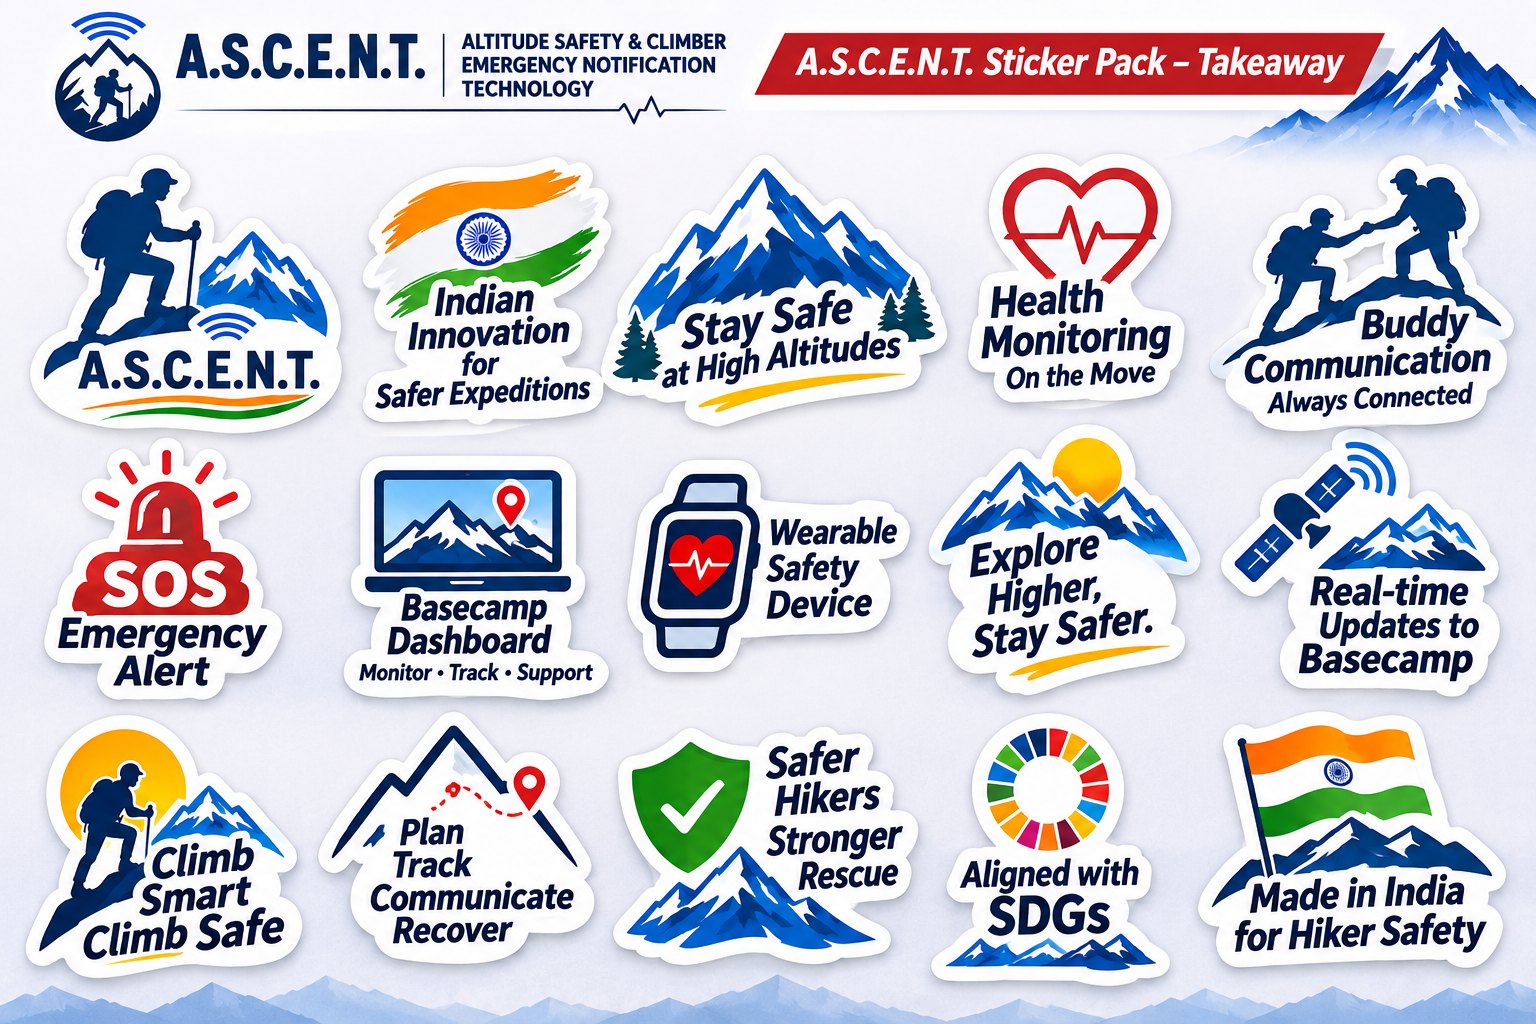 A.S.C.E.N.T.
ALTITUDE SAFETY & CLIMBER
EMERGENCY NOTIFICATION
TECHNOLOGY
A.S.C.E.N.T. Sticker Pack – Takeaway
A.S.C.E.N.T.
Indian
Innovation
for
Safer Expeditions
Stay Safe
at High Altitudes
Health
Monitoring
On the Move
Buddy
Communication
Always Connected
SOS
Emergency
Alert
Basecamp
Dashboard
Monitor • Track • Support
Wearable
Safety
Device
Explore
Higher,
Stay Safer.
Real-time
Updates to
Basecamp
Climb
Smart
Climb Safe
Plan
Track
Communicate
Recover
Safer
Hikers
Stronger
Rescue
Aligned with
SDGs
Made in India
for Hiker Safety